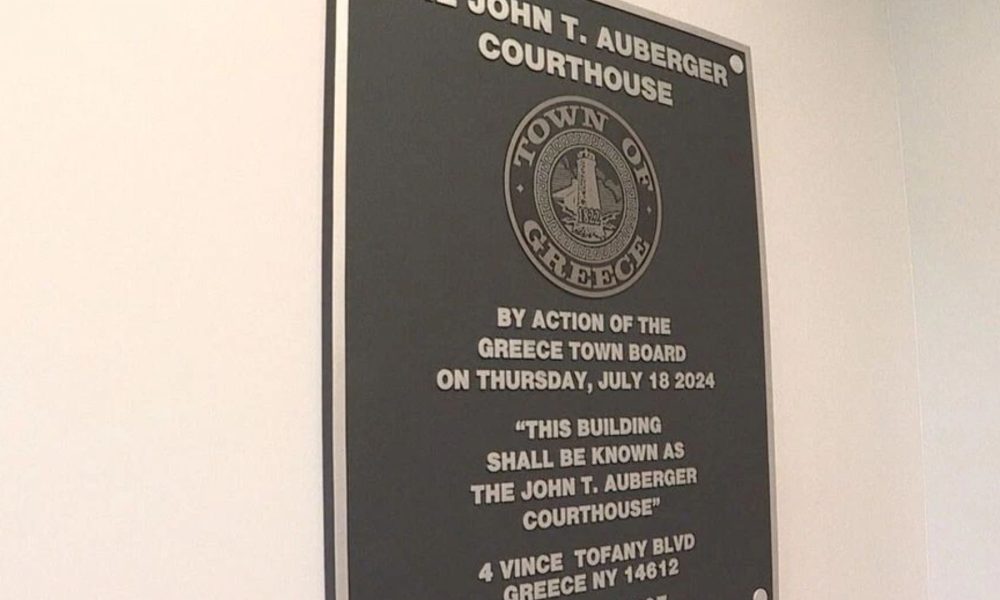 JOHN T. AUBERGER
COURTHOUSE
TOWN OF
GREECE
1822
BY ACTION OF THE
GREECE TOWN BOARD
ON THURSDAY, JULY 18 2024
“THIS BUILDING
SHALL BE KNOWN AS
THE JOHN T. AUBERGER
COURTHOUSE”
4 VINCE TOFANY BLVD
GREECE NY 14612